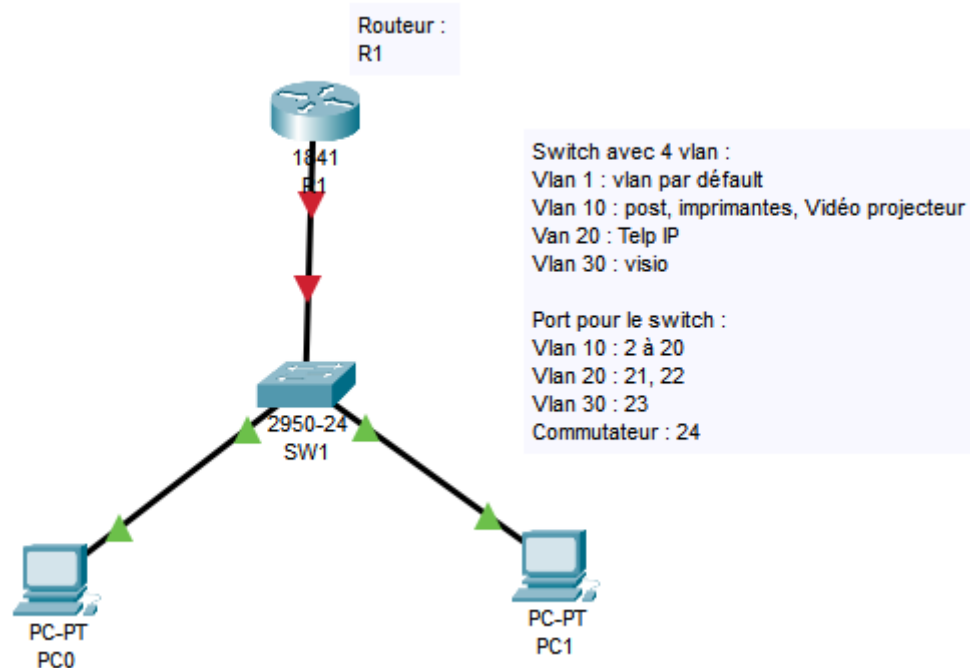 Routeur :
R1
1841
R1
Switch avec 4 vlan :
Vlan 1 : vlan par défault
Vlan 10 : post, imprimantes, Vidéo projecteur
Van 20 : Telp IP
Vlan 30 : visio
Port pour le switch :
Vlan 10 : 2 à 20
Vlan 20 : 21, 22
Vlan 30 : 23
Commutateur : 24
2950-24
SW1
PC-PT
PC0
PC-PT
PC1